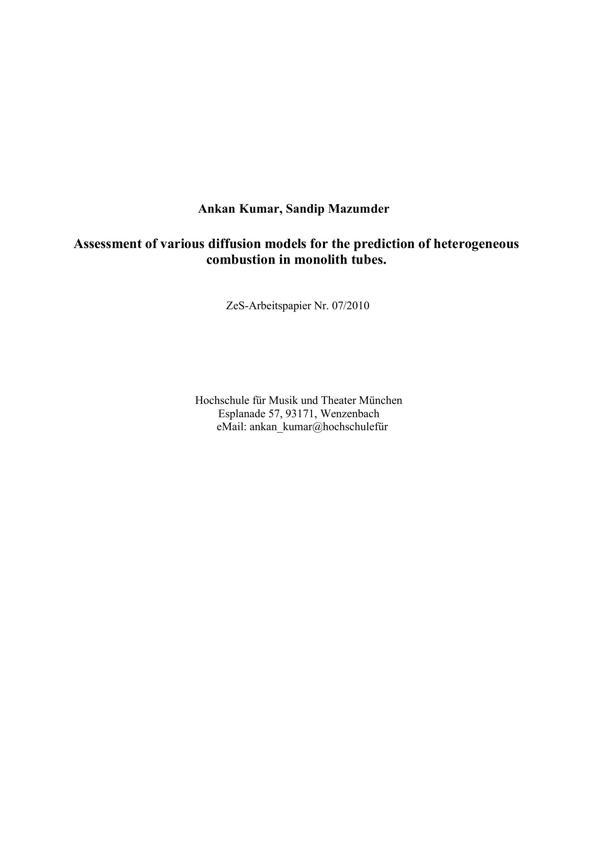 Ankan Kumar, Sandip Mazumder
Assessment of various diffusion models for the prediction of heterogeneous
combustion in monolith tubes.
ZeS-Arbeitspapier Nr. 07/2010
Hochschule für Musik und Theater München
Esplanade 57, 93171, Wenzenbach
eMail: ankan_kumar@hochschulefür